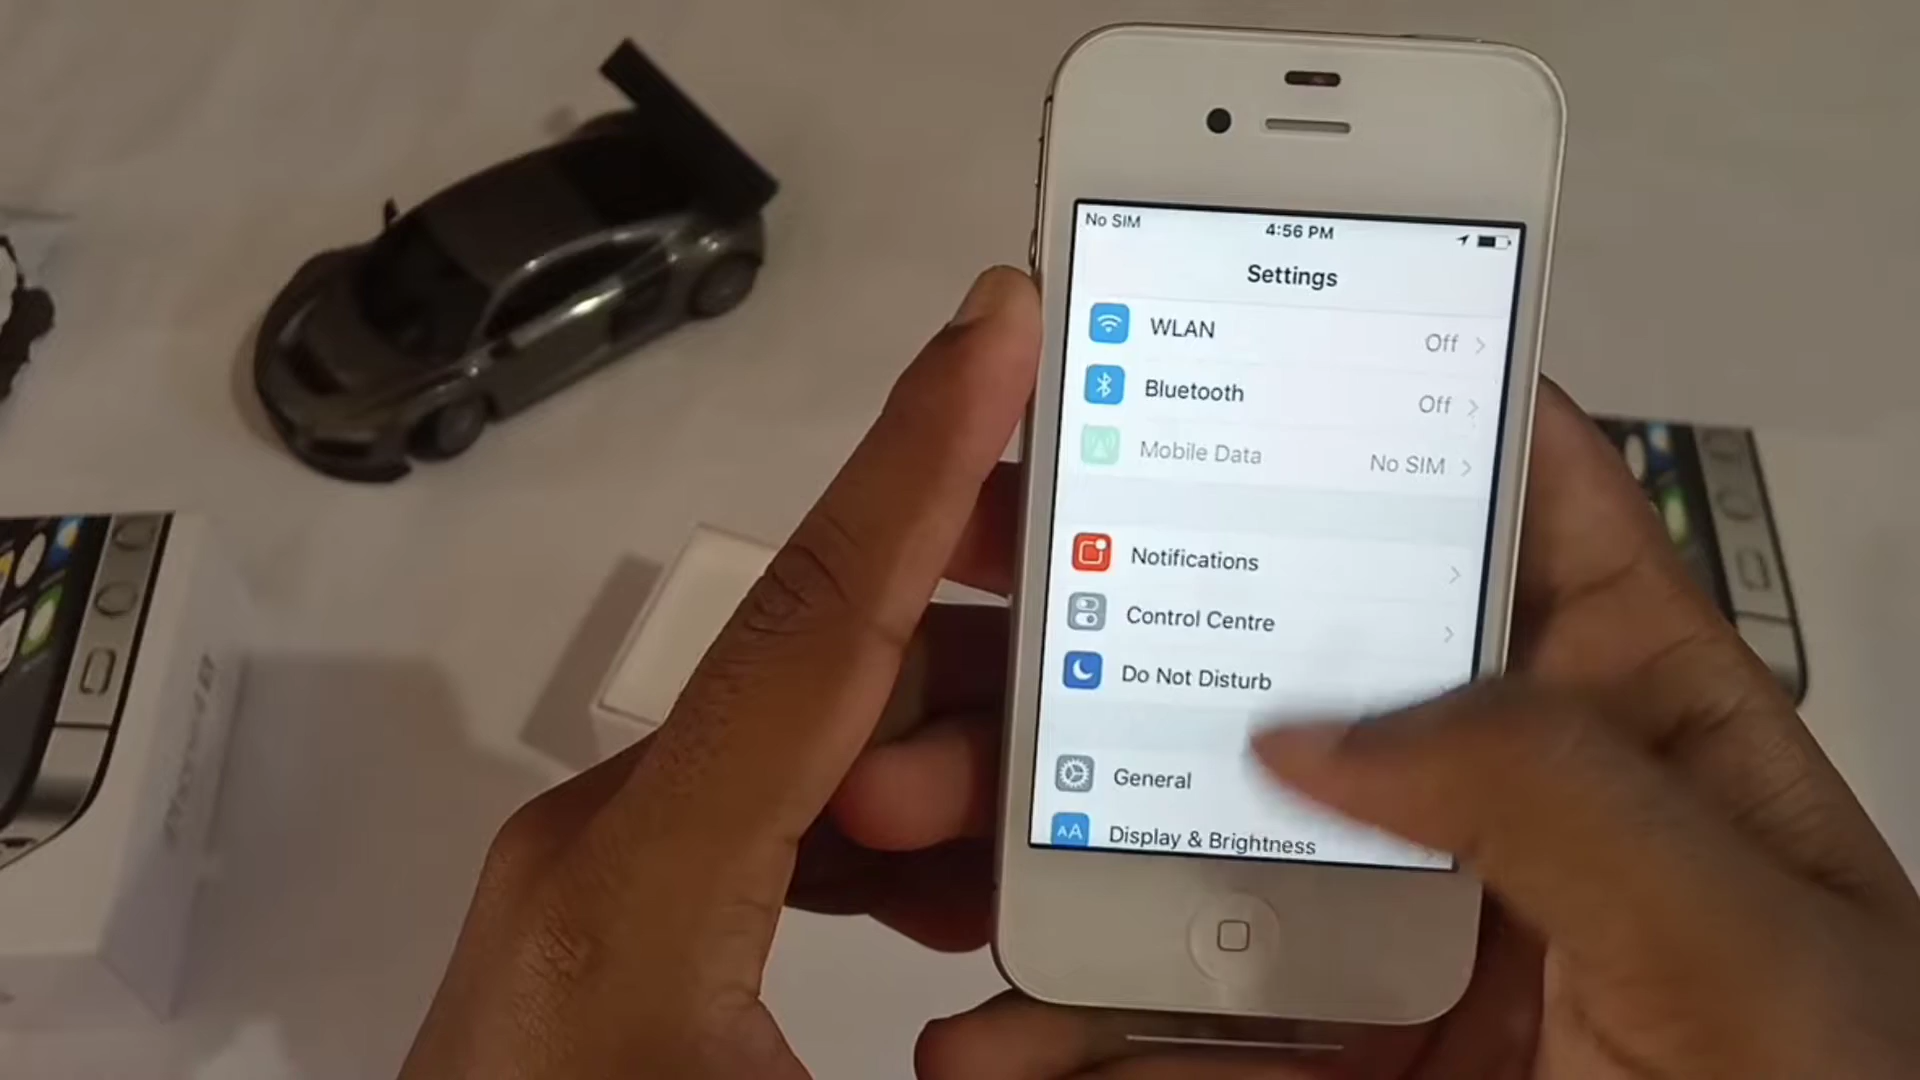 No SIM 4:56 PM
Settings
WLAN Off
Bluetooth Off
Mobile Data No SIM
Notifications
Control Centre
Do Not Disturb
General
AA Display & Brightness